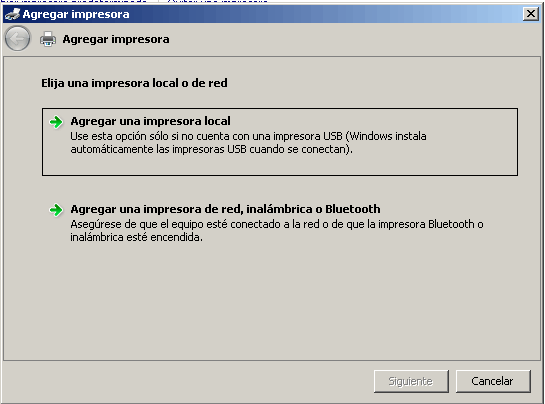 Agregar impresora
Agregar impresora
Elija una impresora local o de red
Agregar una impresora local
Use esta opción sólo si no cuenta con una impresora USB (Windows instala
automáticamente las impresoras USB cuando se conectan).
Agregar una impresora de red, inalámbrica o Bluetooth
Asegúrese de que el equipo esté conectado a la red o de que la impresora Bluetooth o
inalámbrica esté encendida.
Siguiente
Cancelar